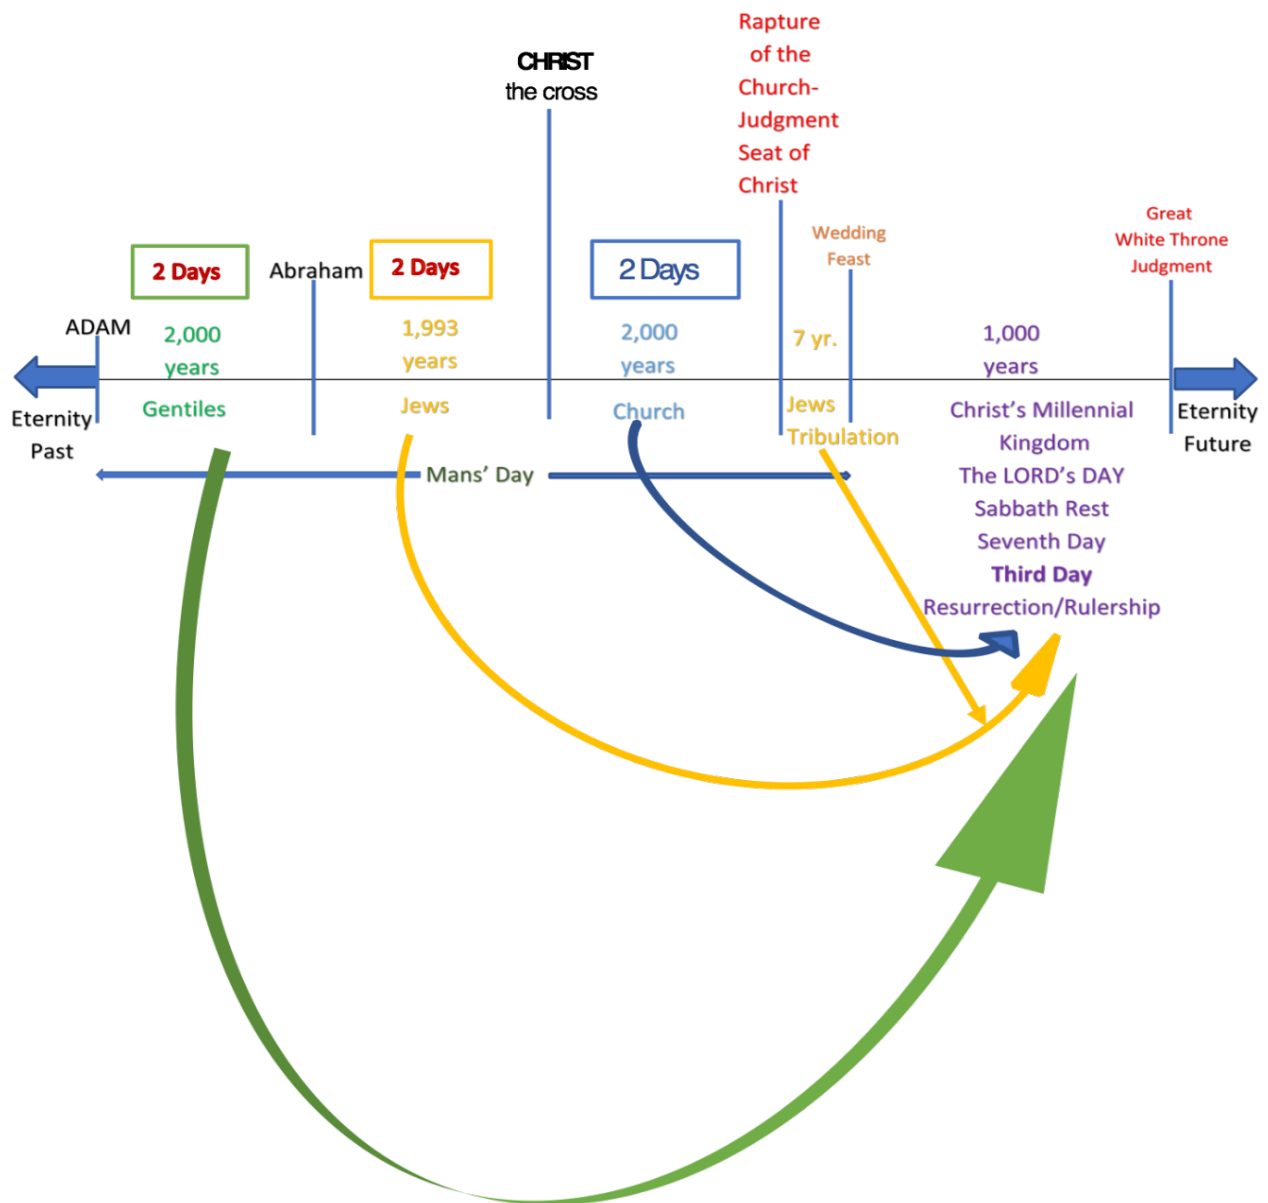 Rapture
of the
Church-
Judgment
Seat of
Christ
CHRIST
the cross
Great
White Throne
Judgment
Wedding
Feast
2 Days
Abraham
2 Days
2 Days
ADAM
2,000
years
1,993
years
2,000
years
7 yr.
1,000
years
Eternity
Past
Gentiles
Jews
Church
Jews
Tribulation
Christ's Millennial
Kingdom
The LORD's DAY
Sabbath Rest
Seventh Day
Third Day
Resurrection/Rulership
Eternity
Future
Mans' Day